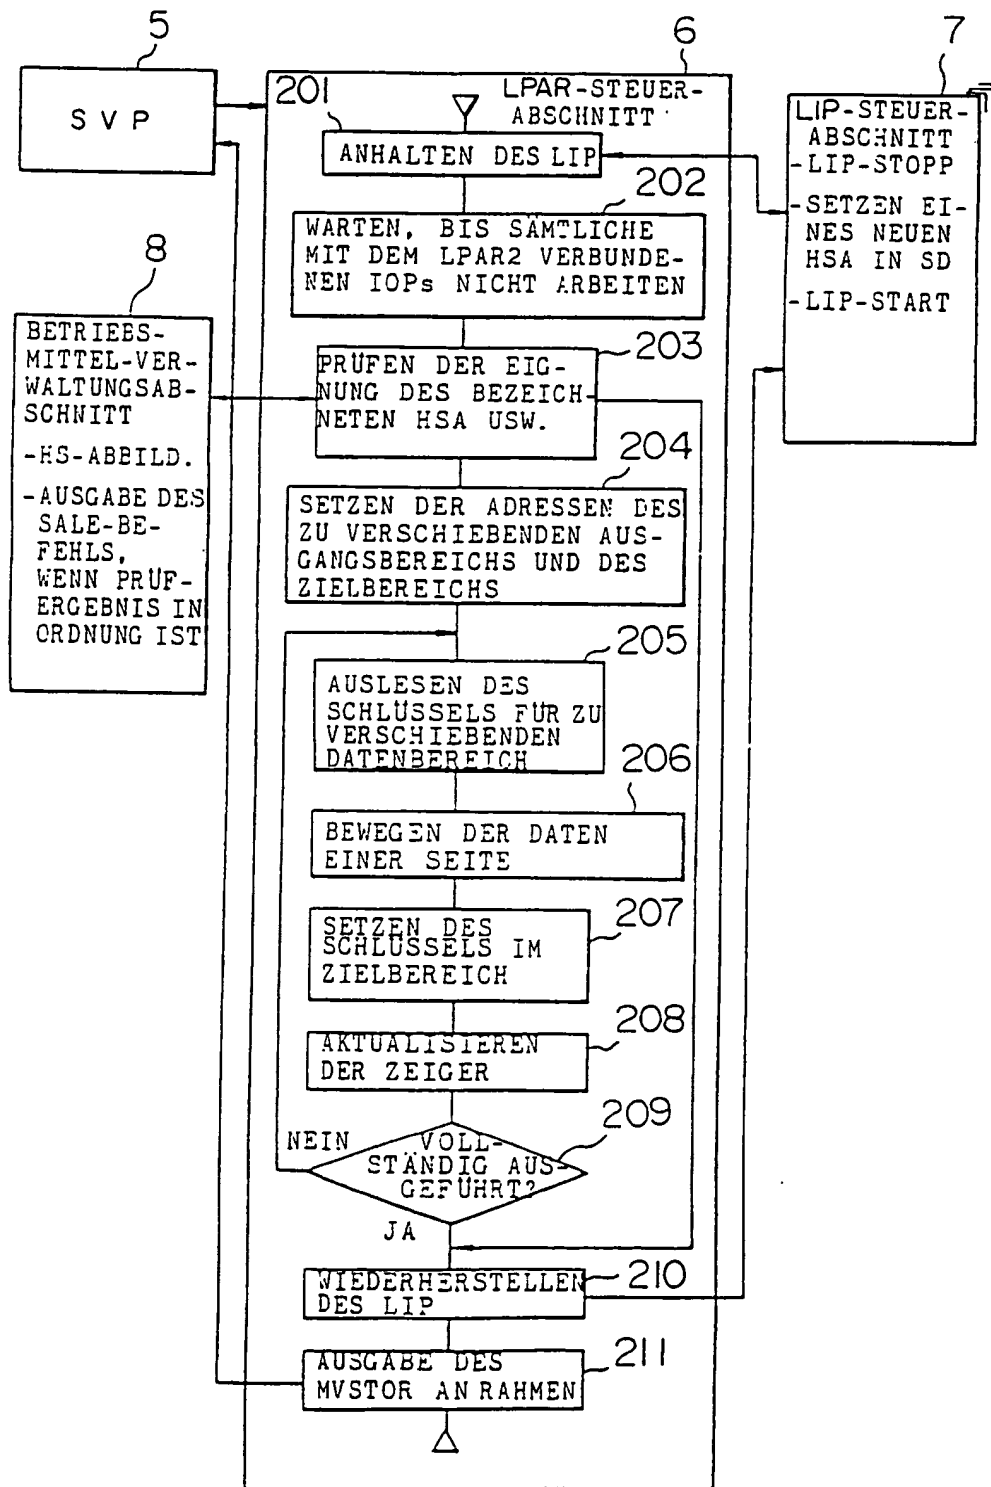 5
6
7
SVP
201
LPAR-STEUER-
ABSCHNITT
ANHALTEN DES LIP
LIP-STEUER-
ABSCHNITT
-LIP-STOPP
-SETZEN EI-
NES NEUEN
HSA IN SD
-LIP-START
202
WARTEN, BIS SÄMTLICHE
MIT DEM LPAR2 VERBUNDE-
NEN IOPs NICHT ARBEITEN
8
BETRIEBS-
MITTEL-VER-
WALTUNGSAB-
SCHNITT
-HS-ABBILD.
-AUSGABE DES
SALE-BE-
FEHLS,
WENN PRÜF-
ERGEBNIS IN
ORDNUNG IST
203
PRÜFEN DER EIG-
NUNG DES BEZEICH-
NETEN HSA USW.
204
SETZEN DER ADRESSEN DES
ZU VERSCHIEBENDEN AUS-
GANGSBEREICHS UND DES
ZIELBEREICHS
205
AUSLESEN DES
SCHLÜSSELS FÜR ZU
VERSCHIEBENDEN
DATENBEREICH
206
BEWEGEN DER DATEN
EINER SEITE
207
SETZEN DES
SCHLÜSSELS IM
ZIELBEREICH
208
AKTUALISIEREN
DER ZEIGER
209
NEIN
VOLL-
STÄNDIG AUS-
GEFÜHRT?
JA
210
WIEDERHERSTELLEN
DES LIP
211
AUSGABE DES
MVSTOR AN RAHMEN